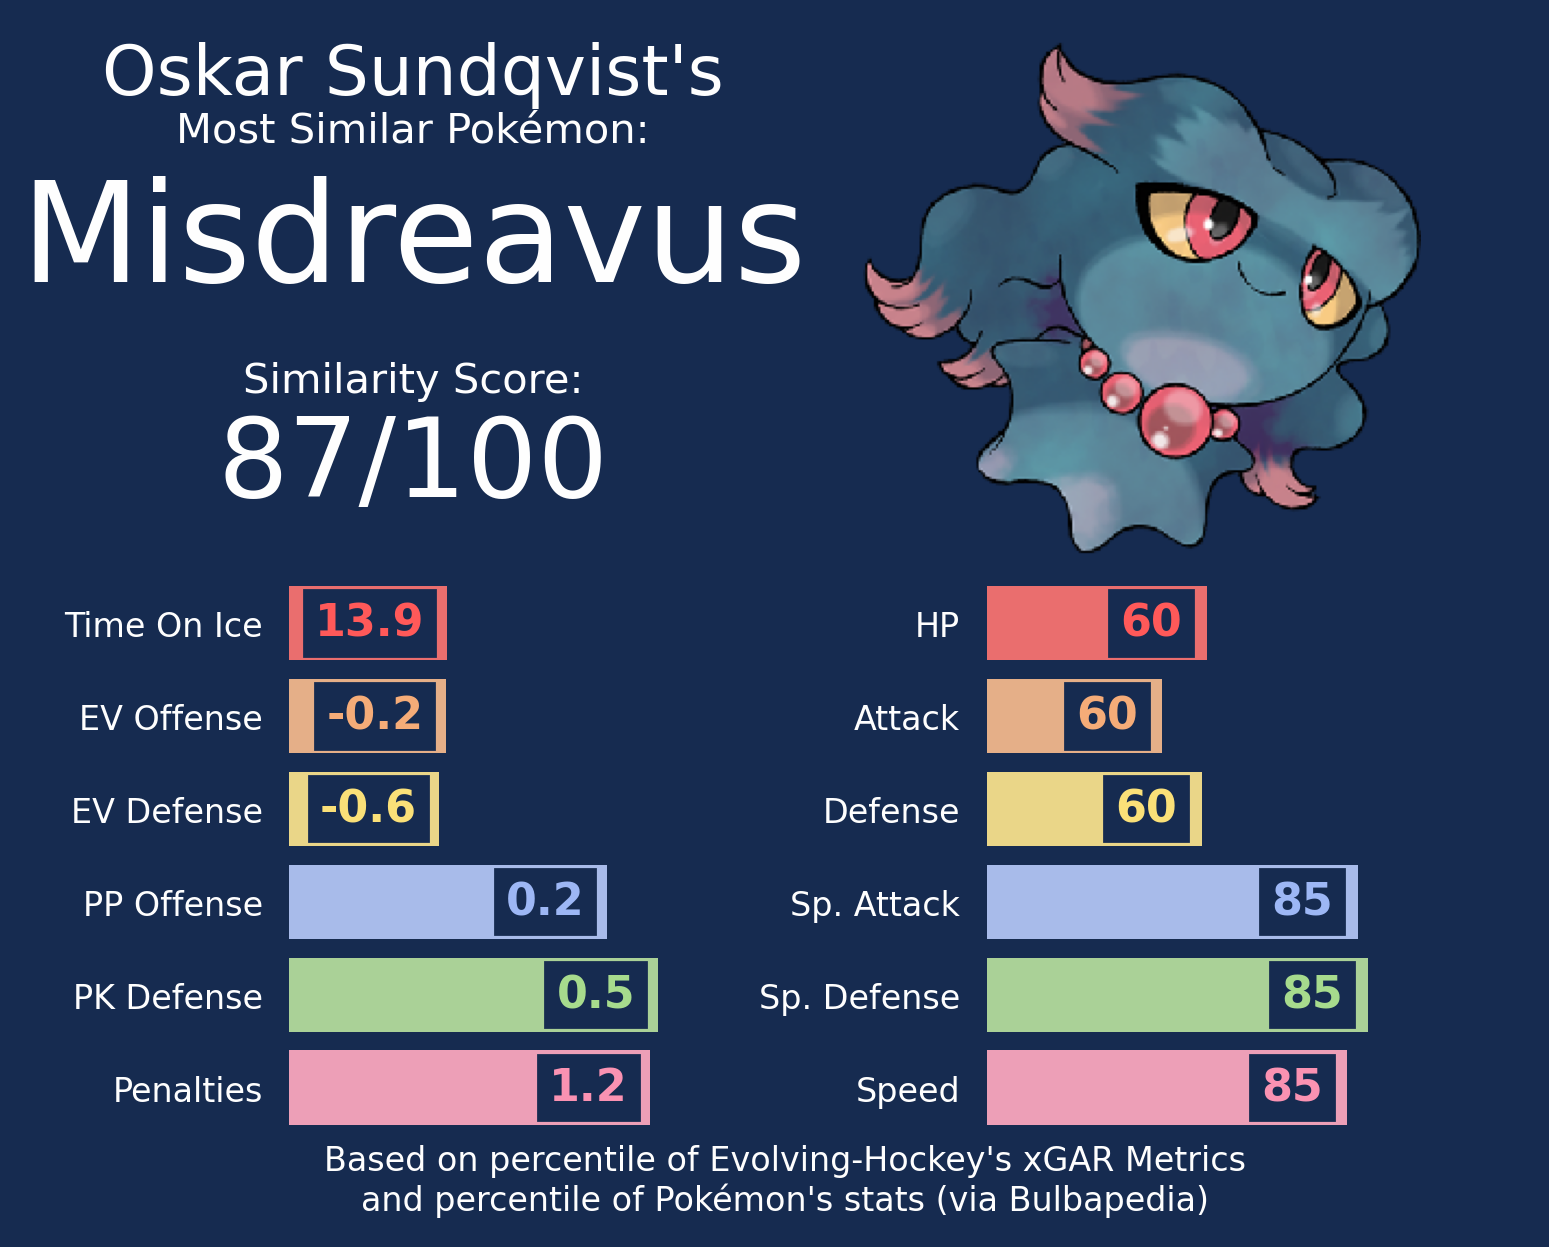 Oskar Sundqvist's
Most Similar Pokémon:
Misdreavus
Similarity Score:
87/100
Time On Ice 13.9
EV Offense -0.2
EV Defense -0.6
PP Offense 0.2
PK Defense 0.5
Penalties 1.2
HP 60
Attack 60
Defense 60
Sp. Attack 85
Sp. Defense 85
Speed 85
Based on percentile of Evolving-Hockey's xGAR Metrics
and percentile of Pokémon's stats (via Bulbapedia)